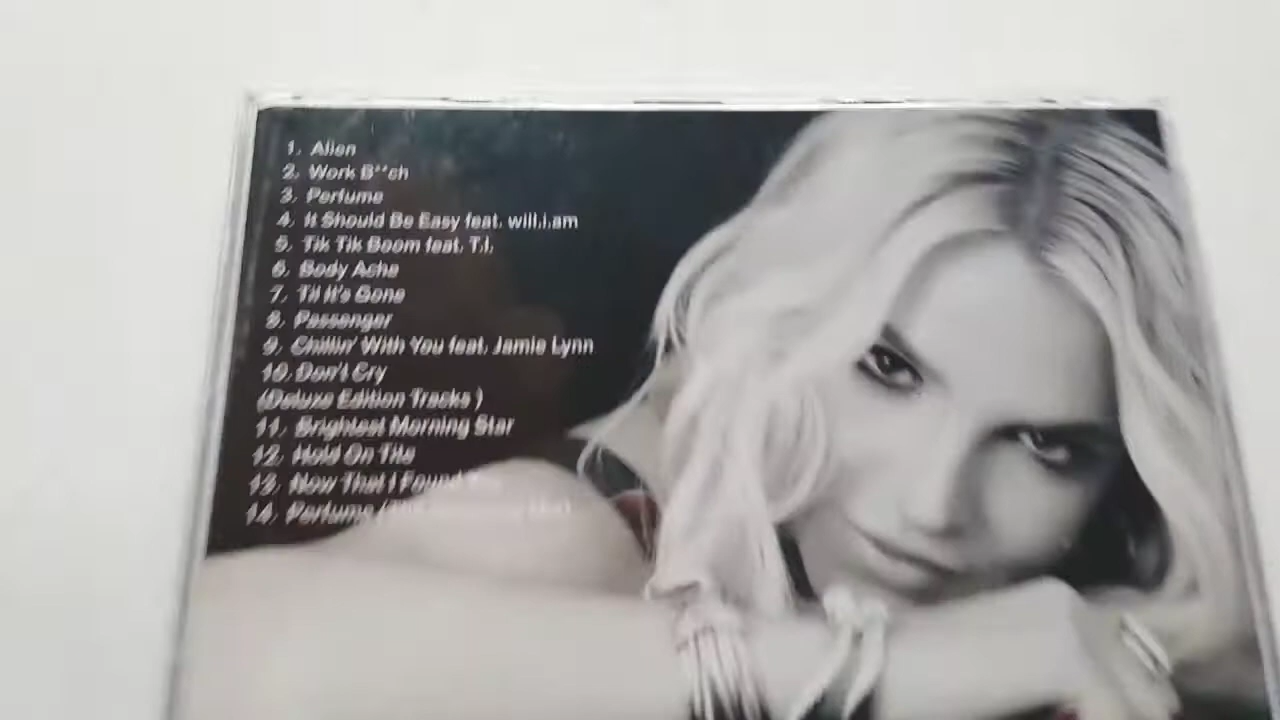 1. Alien
2. Work B**ch
3. Perfume
4. It Should Be Easy feat. will.i.am
5. Tik Tik Boom feat. T.I.
6. Body Ache
7. Til It's Gone
8. Passenger
9. Chillin' With You feat. Jamie Lynn
10. Don't Cry
(Deluxe Edition Tracks )
11. Brightest Morning Star
12. Hold On Tite
13. Now That I Found
14. Perfume